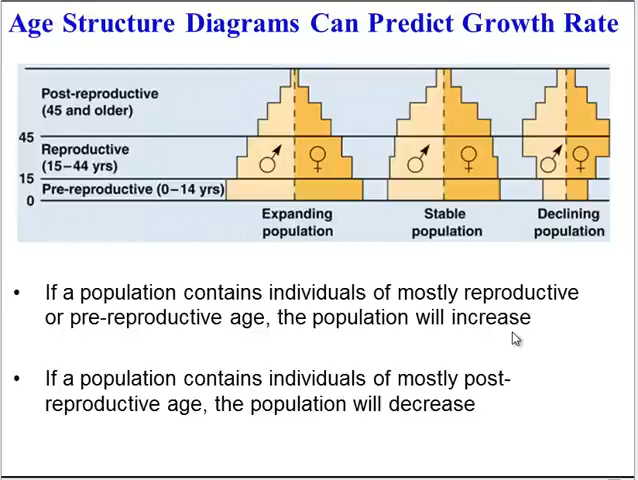 Age Structure Diagrams Can Predict Growth Rate
Post-reproductive
(45 and older)
45
Reproductive
(15–44 yrs)
15
Pre-reproductive (0–14 yrs)
0
Expanding
population
Stable
population
Declining
population
• If a population contains individuals of mostly reproductive
or pre-reproductive age, the population will increase
• If a population contains individuals of mostly post-
reproductive age, the population will decrease